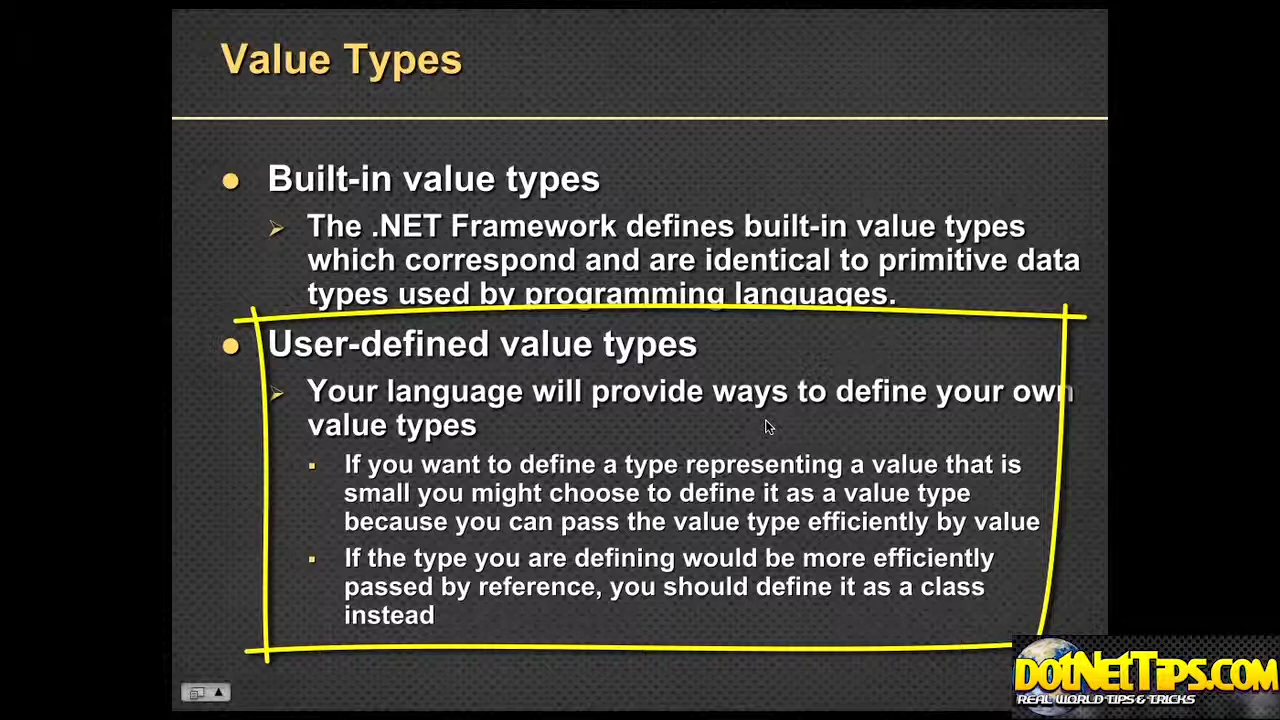 Value Types
Built-in value types
The .NET Framework defines built-in value types
which correspond and are identical to primitive data
types used by programming languages.
User-defined value types
Your language will provide ways to define your own
value types
If you want to define a type representing a value that is
small you might choose to define it as a value type
because you can pass the value type efficiently by value
If the type you are defining would be more efficiently
passed by reference, you should define it as a class
instead
DOTNETTIPS.COM
REAL WORLD TIPS & TRICKS